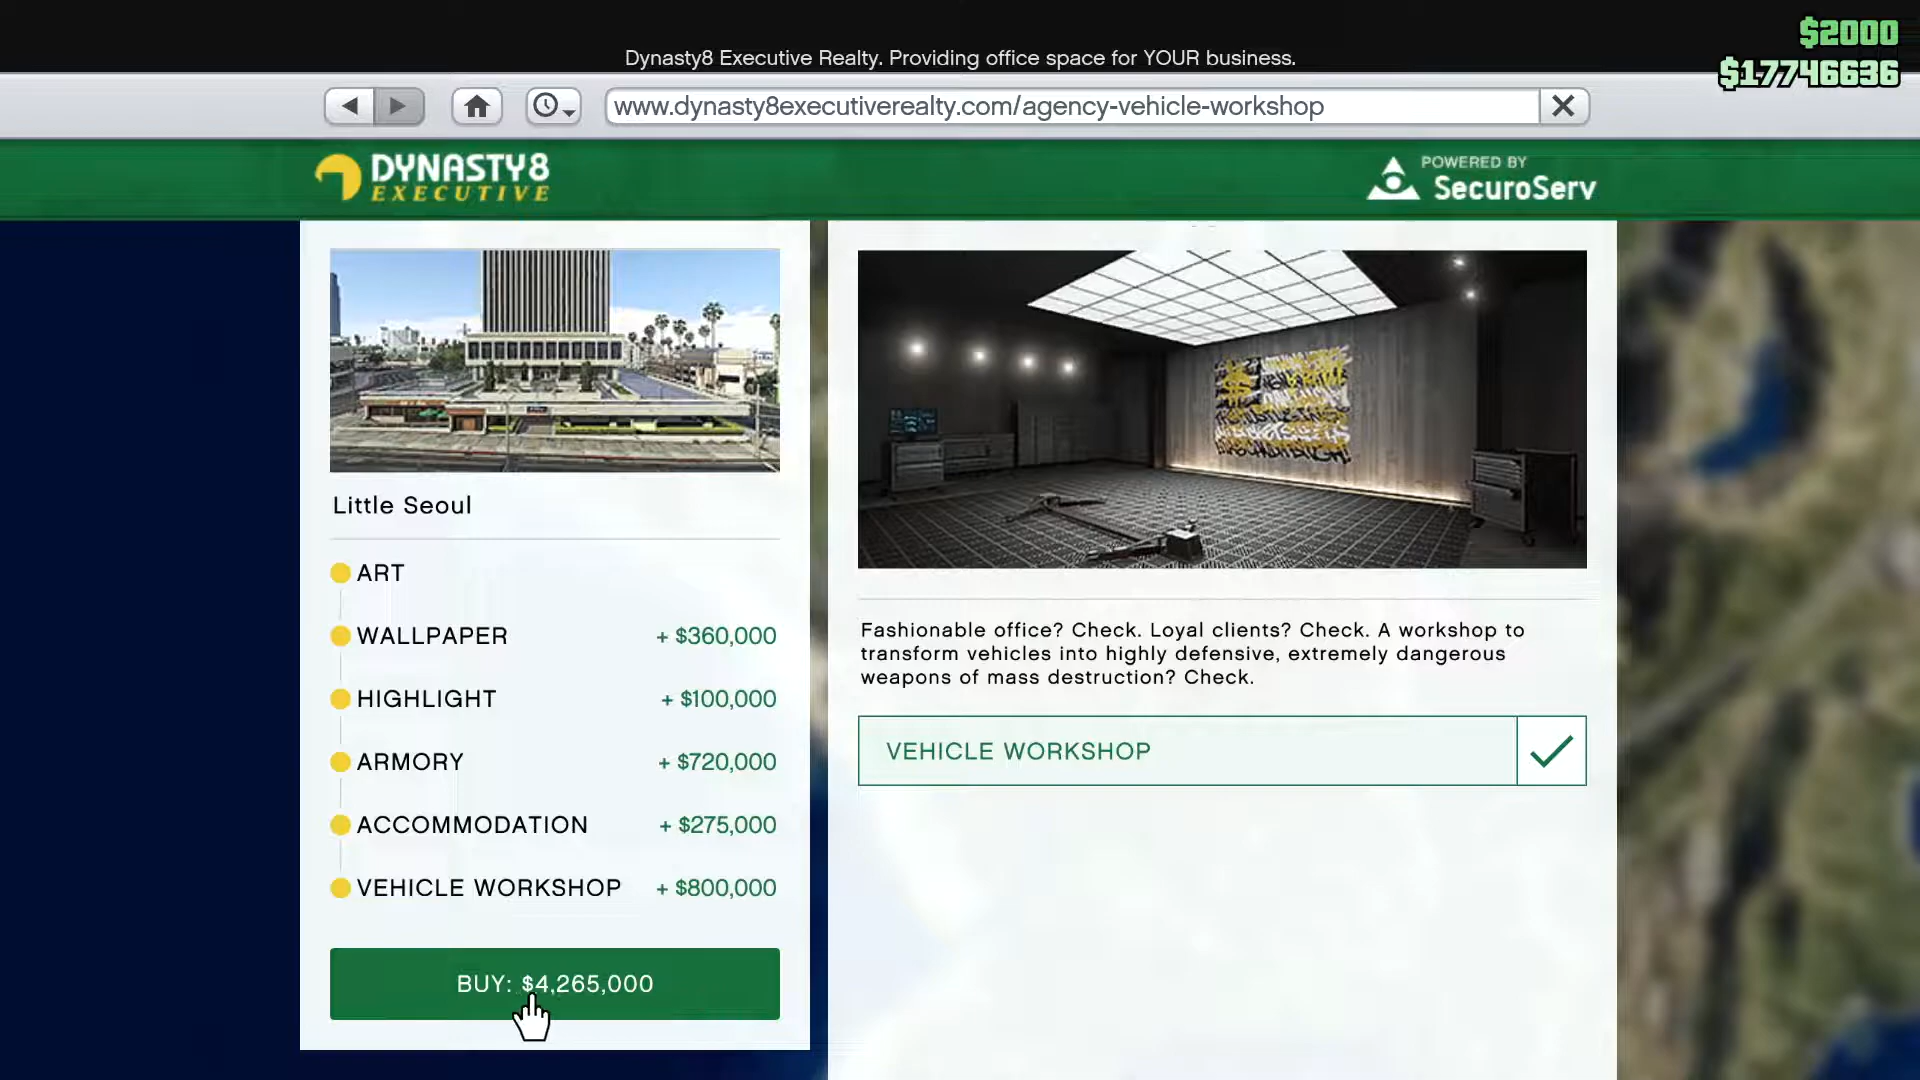 $2000
Dynasty8 Executive Realty. Providing office space for YOUR business.
$17746636
www.dynasty8executiverealty.com/agency-vehicle-workshop
DYNASTY8
EXECUTIVE
POWERED BY
SecuroServ
Little Seoul
ART
WALLPAPER + $360,000
HIGHLIGHT + $100,000
ARMORY + $720,000
ACCOMMODATION + $275,000
VEHICLE WORKSHOP + $800,000
BUY: $4,265,000
Fashionable office? Check. Loyal clients? Check. A workshop to
transform vehicles into highly defensive, extremely dangerous
weapons of mass destruction? Check.
VEHICLE WORKSHOP